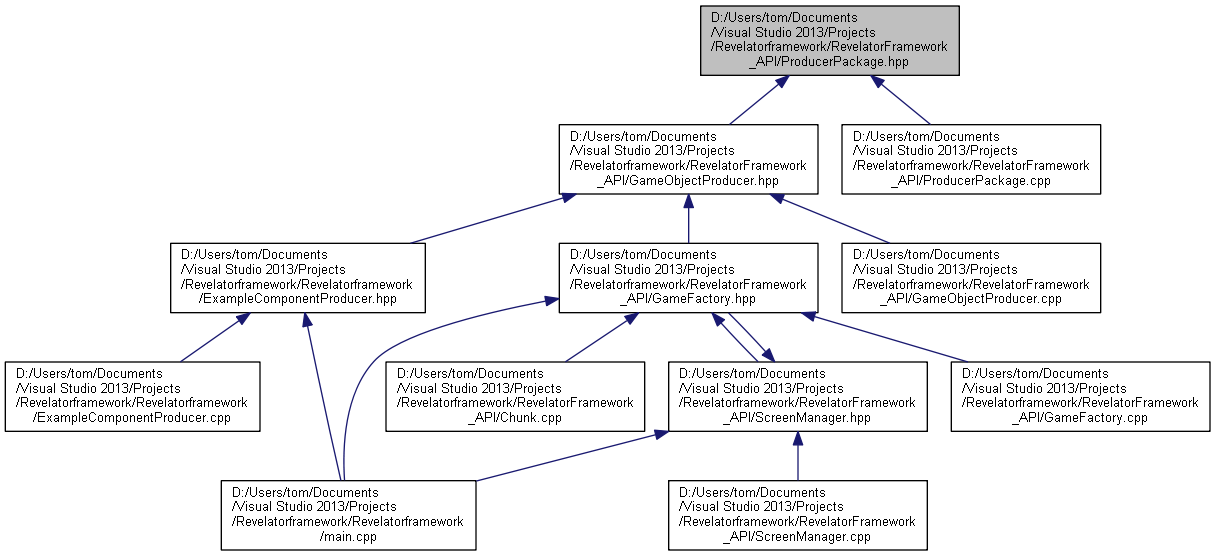 D:/Users/tom/Documents
/Visual Studio 2013/Projects
/Revelatorframework/RevelatorFramework
_API/ProducerPackage.hpp
D:/Users/tom/Documents
/Visual Studio 2013/Projects
/Revelatorframework/RevelatorFramework
_API/GameObjectProducer.hpp
D:/Users/tom/Documents
/Visual Studio 2013/Projects
/Revelatorframework/RevelatorFramework
_API/ProducerPackage.cpp
D:/Users/tom/Documents
/Visual Studio 2013/Projects
/Revelatorframework/Revelatorframework
/ExampleComponentProducer.hpp
D:/Users/tom/Documents
/Visual Studio 2013/Projects
/Revelatorframework/RevelatorFramework
_API/GameFactory.hpp
D:/Users/tom/Documents
/Visual Studio 2013/Projects
/Revelatorframework/RevelatorFramework
_API/GameObjectProducer.cpp
D:/Users/tom/Documents
/Visual Studio 2013/Projects
/Revelatorframework/Revelatorframework
/ExampleComponentProducer.cpp
D:/Users/tom/Documents
/Visual Studio 2013/Projects
/Revelatorframework/RevelatorFramework
_API/Chunk.cpp
D:/Users/tom/Documents
/Visual Studio 2013/Projects
/Revelatorframework/RevelatorFramework
_API/ScreenManager.hpp
D:/Users/tom/Documents
/Visual Studio 2013/Projects
/Revelatorframework/RevelatorFramework
_API/GameFactory.cpp
D:/Users/tom/Documents
/Visual Studio 2013/Projects
/Revelatorframework/Revelatorframework
/main.cpp
D:/Users/tom/Documents
/Visual Studio 2013/Projects
/Revelatorframework/RevelatorFramework
_API/ScreenManager.cpp